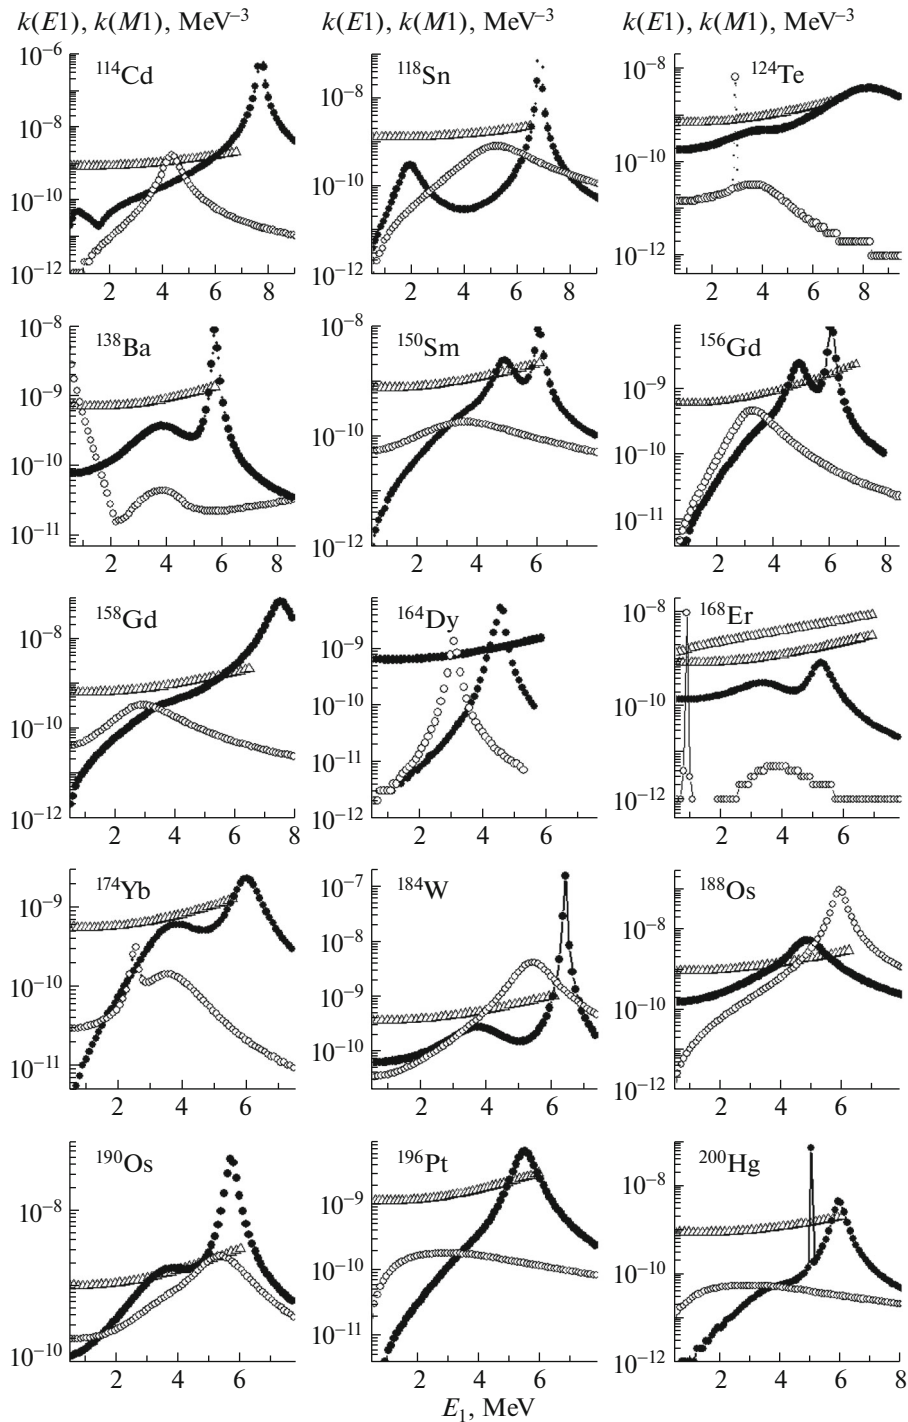 k(E1), k(M1), MeV⁻³ k(E1), k(M1), MeV⁻³ k(E1), k(M1), MeV⁻³
10⁻⁶ ¹¹⁴Cd ¹¹⁸Sn 10⁻⁸ ¹²⁴Te
10⁻⁸ 10⁻⁸
10⁻¹⁰
10⁻¹⁰ 10⁻¹⁰
10⁻¹²
10⁻¹² 10⁻¹²
2 4 6 8 2 4 6 8 2 4 6 8
10⁻⁸ ¹³⁸Ba 10⁻⁸ ¹⁵⁰Sm ¹⁵⁶Gd
10⁻⁹ 10⁻⁹
10⁻¹⁰ 10⁻¹⁰ 10⁻¹⁰
10⁻¹¹ 10⁻¹² 10⁻¹¹
2 4 6 8 2 4 6 2 4 6 8
¹⁵⁸Gd ¹⁶⁴Dy 10⁻⁸ ¹⁶⁸Er
10⁻⁸ 10⁻⁹
10⁻¹⁰ 10⁻¹⁰ 10⁻¹⁰
10⁻¹¹
10⁻¹² 10⁻¹² 10⁻¹²
2 4 6 8 2 4 6 2 4 6
¹⁷⁴Yb 10⁻⁷ ¹⁸⁴W ¹⁸⁸Os
10⁻⁹ 10⁻⁸ 10⁻⁸
10⁻¹⁰ 10⁻⁹ 10⁻¹⁰
10⁻¹¹ 10⁻¹⁰ 10⁻¹²
2 4 6 2 4 6 2 4 6
¹⁹⁰Os ¹⁹⁶Pt ²⁰⁰Hg
10⁻⁸ 10⁻⁹ 10⁻⁸
10⁻¹⁰ 10⁻¹⁰
10⁻¹⁰ 10⁻¹¹ 10⁻¹²
2 4 6 2 4 6 2 4 6 8
E₁, MeV